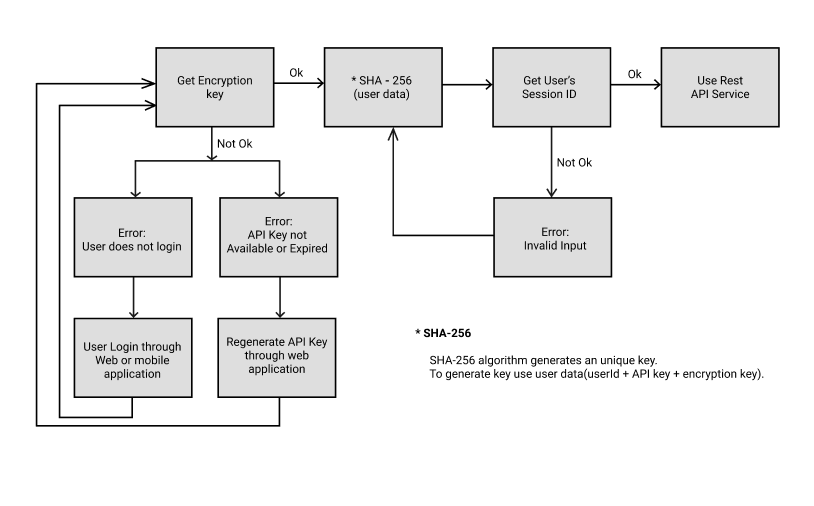 Get Encryption
key
Ok
* SHA - 256
(user data)
Get User's
Session ID
Ok
Use Rest
API Service
Not Ok
Not Ok
Error:
User does not login
Error:
API Key not
Available or Expired
Error:
Invalid Input
User Login through
Web or mobile
application
Regenerate API Key
through web
application
* SHA-256
SHA-256 algorithm generates an unique key.
To generate key use user data(userId + API key + encryption key).